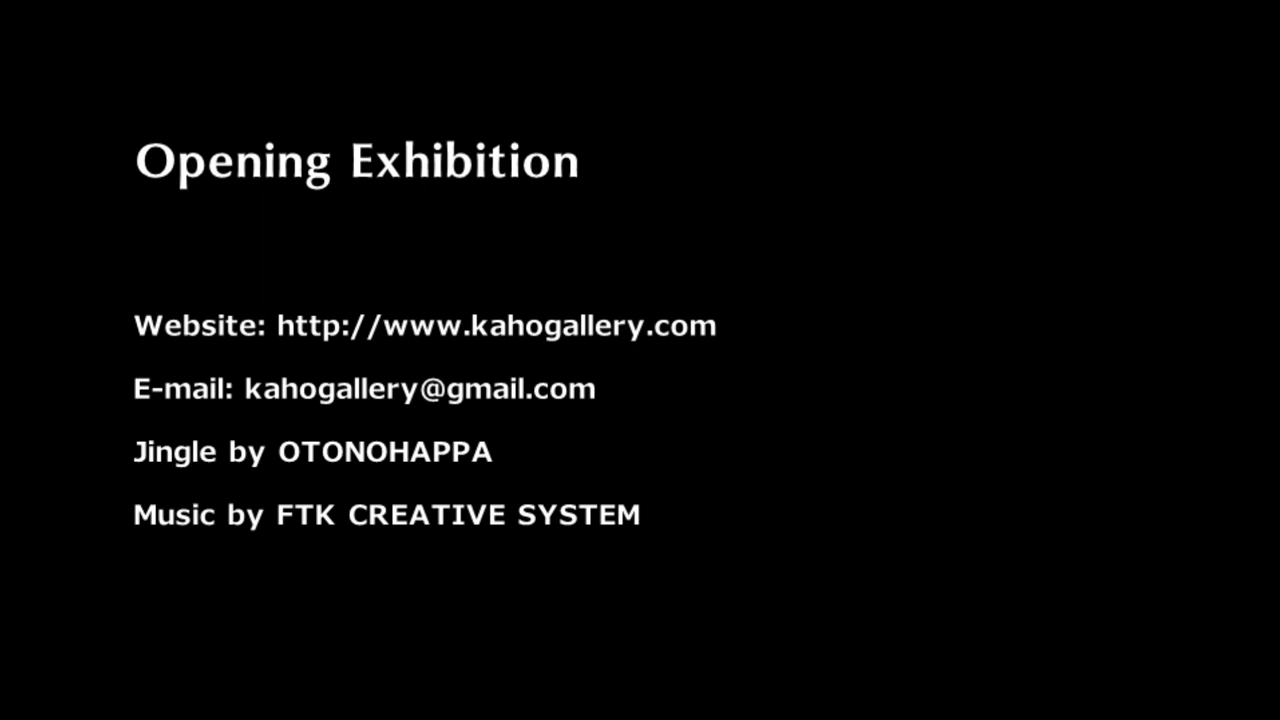 Opening Exhibition
Website: http://www.kahogallery.com
E-mail: kahogallery@gmail.com
Jingle by OTONOHAPPA
Music by FTK CREATIVE SYSTEM